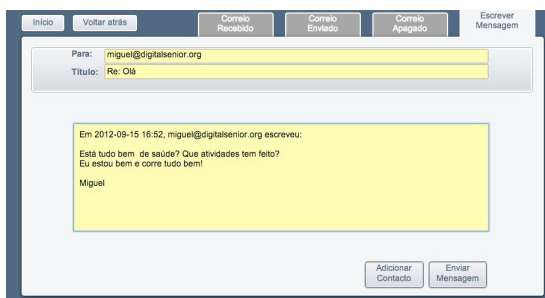 Início
Voltar atrás
Correio
Recebido
Correio
Enviado
Correio
Apagado
Escrever
Mensagem
Para: miguel@digitalsenior.org
Título: Re: Olá
Em 2012-09-15 16:52, miguel@digitalsenior.org escreveu:
Está tudo bem de saúde? Que atividades tem feito?
Eu estou bem e corre tudo bem!
Miguel
Adicionar
Contacto
Enviar
Mensagem